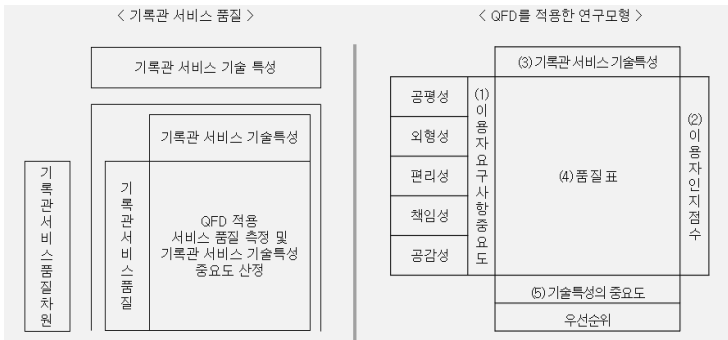 < 기록관 서비스 품질 >
기록관 서비스 기술 특성
기록관 서비스 기술특성
기록관서비스품질차원
기록관서비스품질
QFD 적용
서비스 품질 측정 및
기록관 서비스 기술특성
중요도 산정
< QFD를 적용한 연구모형 >
(3) 기록관 서비스 기술특성
공평성
외형성
편리성
책임성
공감성
(1) 이용자요구사항중요도
(4) 품질 표
(2) 이용자인지점수
(5) 기술특성의 중요도
우선순위